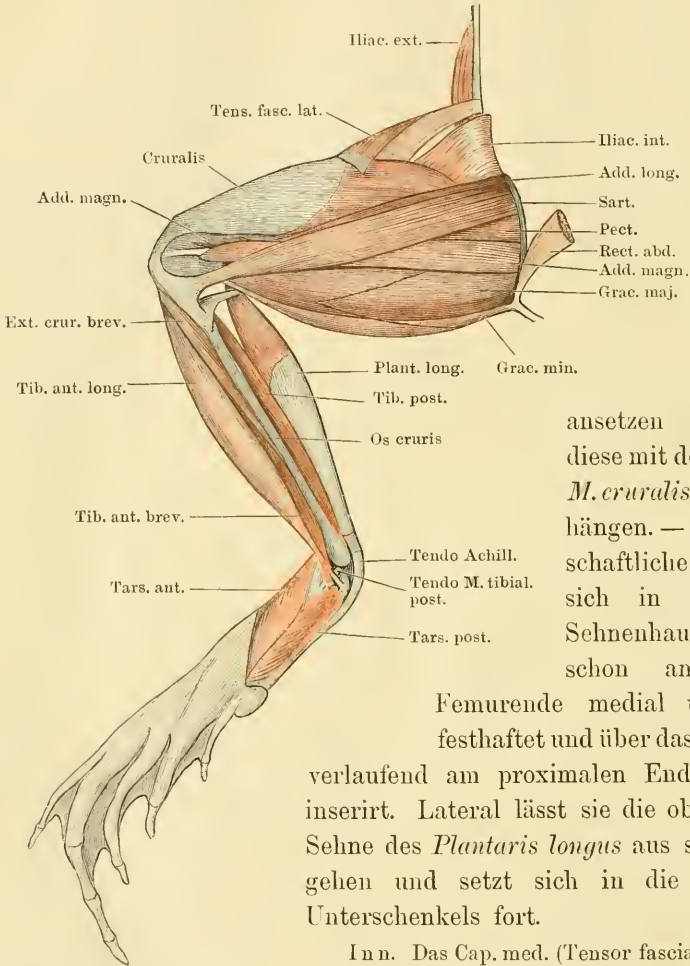 Iliac. ext.
Tens. fasc. lat.
Cruralis
Iliac. int.
Add. long.
Add. magn.
Sart.
Pect.
Rect. abd.
Add. magn.
Grac. maj.
Ext. crur. brev.
Plant. long.
Grac. min.
Tib. ant. long.
Tib. post.
Os cruris
Tib. ant. brev.
Tendo Achill.
Tars. ant.
Tendo M. tibial.
post.
Tars. post.
ansetzen
diese mit
M. cruralis
hängen. —
schaftliche
sich in
Sehnenhau
schon an
Femurende medial
festhaftet und über das
verlaufend am proximalen End
inserirt. Lateral lässt sie die ob
Sehne des Plantaris longus aus
gehen und setzt sich in die
Unterschenkels fort.
Inn. Das Cap. med. (Tensor fascia